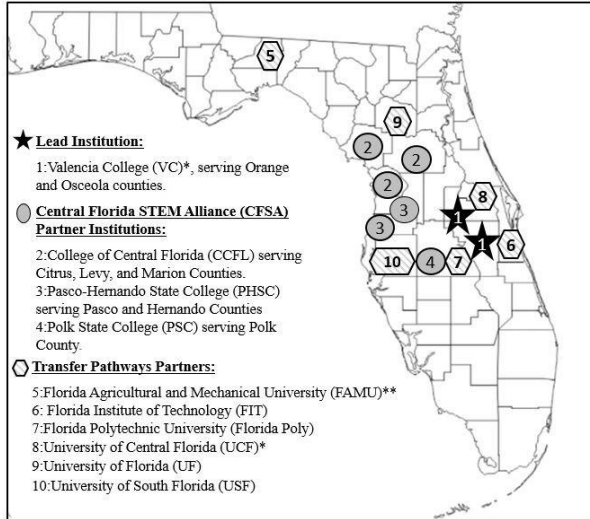 5
9
2
2
2
3
3
8
1
1
6
10
4
7
Lead Institution:
1:Valencia College (VC)*, serving Orange
and Osceola counties.
Central Florida STEM Alliance (CFSA)
Partner Institutions:
2:College of Central Florida (CCFL) serving
Citrus, Levy, and Marion Counties.
3:Pasco-Hernando State College (PHSC)
serving Pasco and Hernando Counties
4:Polk State College (PSC) serving Polk
County.
Transfer Pathways Partners:
5:Florida Agricultural and Mechanical University (FAMU)**
6: Florida Institute of Technology (FIT)
7:Florida Polytechnic University (Florida Poly)
8:University of Central Florida (UCF)*
9:University of Florida (UF)
10:University of South Florida (USF)